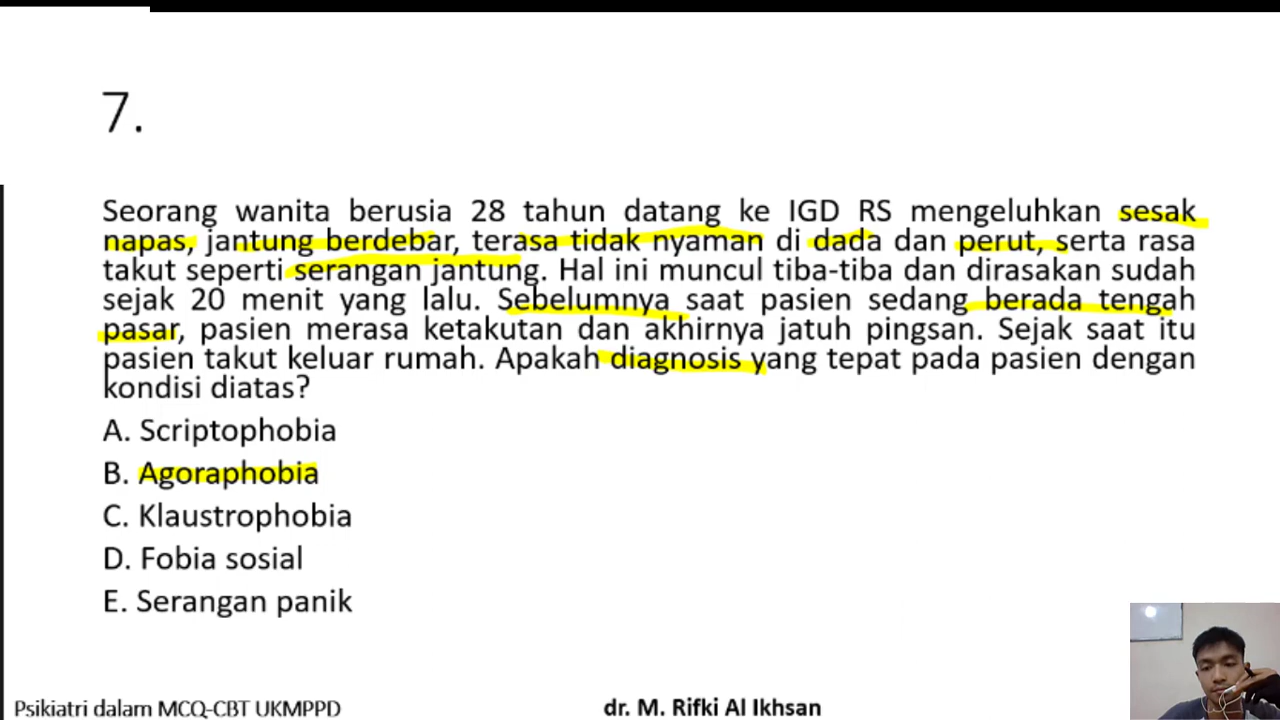 7.
Seorang wanita berusia 28 tahun datang ke IGD RS mengeluhkan sesak
napas, jantung berdebar, terasa tidak nyaman di dada dan perut, serta rasa
takut seperti serangan jantung. Hal ini muncul tiba-tiba dan dirasakan sudah
sejak 20 menit yang lalu. Sebelumnya saat pasien sedang berada tengah
pasar, pasien merasa ketakutan dan akhirnya jatuh pingsan. Sejak saat itu
pasien takut keluar rumah. Apakah diagnosis yang tepat pada pasien dengan
kondisi diatas?
A. Scriptophobia
B. Agoraphobia
C. Klaustrophobia
D. Fobia sosial
E. Serangan panik
Psikiatri dalam MCQ-CBT UKMPPD
dr. M. Rifki Al Ikhsan